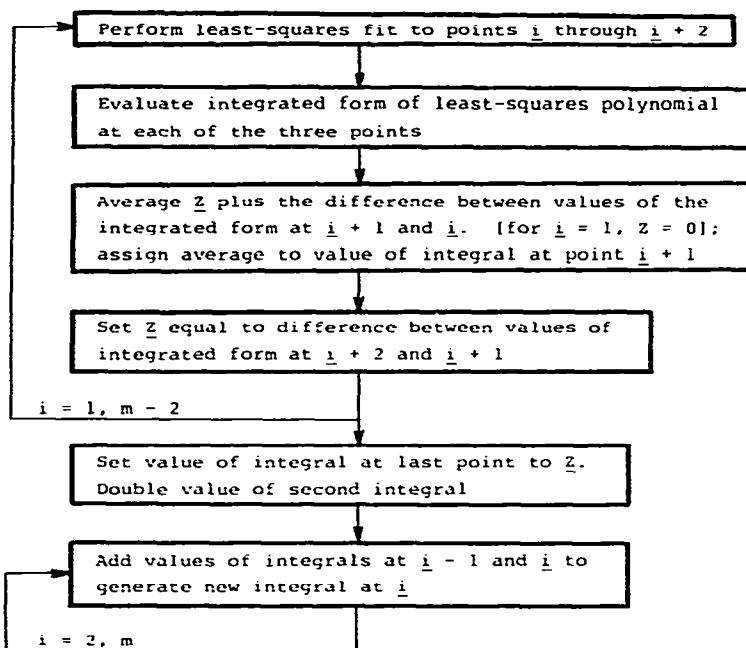 Perform least-squares fit to points i through i + 2
Evaluate integrated form of least-squares polynomial
at each of the three points
Average Z plus the difference between values of the
integrated form at i + 1 and i. [for i = 1, Z = 0];
assign average to value of integral at point i + 1
Set Z equal to difference between values of
integrated form at i + 2 and i + 1
i = 1, m - 2
Set value of integral at last point to Z.
Double value of second integral
Add values of integrals at i - 1 and i to
generate new integral at i
i = 2, m